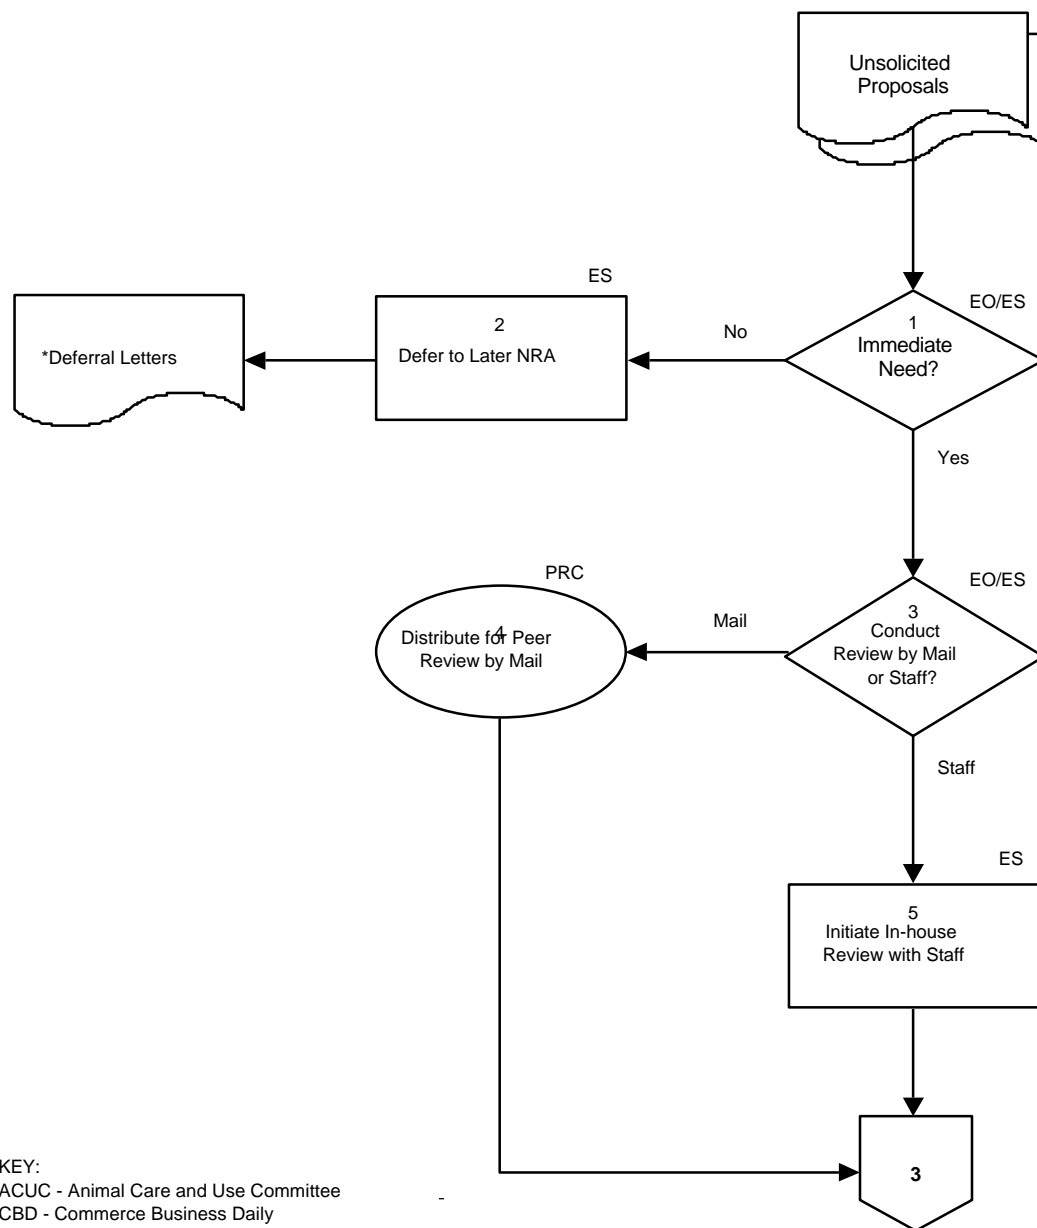 Unsolicited
Proposals
ES
EO/ES
*Deferral Letters
2
Defer to Later NRA
No
1
Immediate
Need?
Yes
PRC
EO/ES
4
Distribute for Peer
Review by Mail
Mail
3
Conduct
Review by Mail
or Staff?
Staff
ES
5
Initiate In-house
Review with Staff
3
KEY:
ACUC - Animal Care and Use Committee
CBD - Commerce Business Daily
-